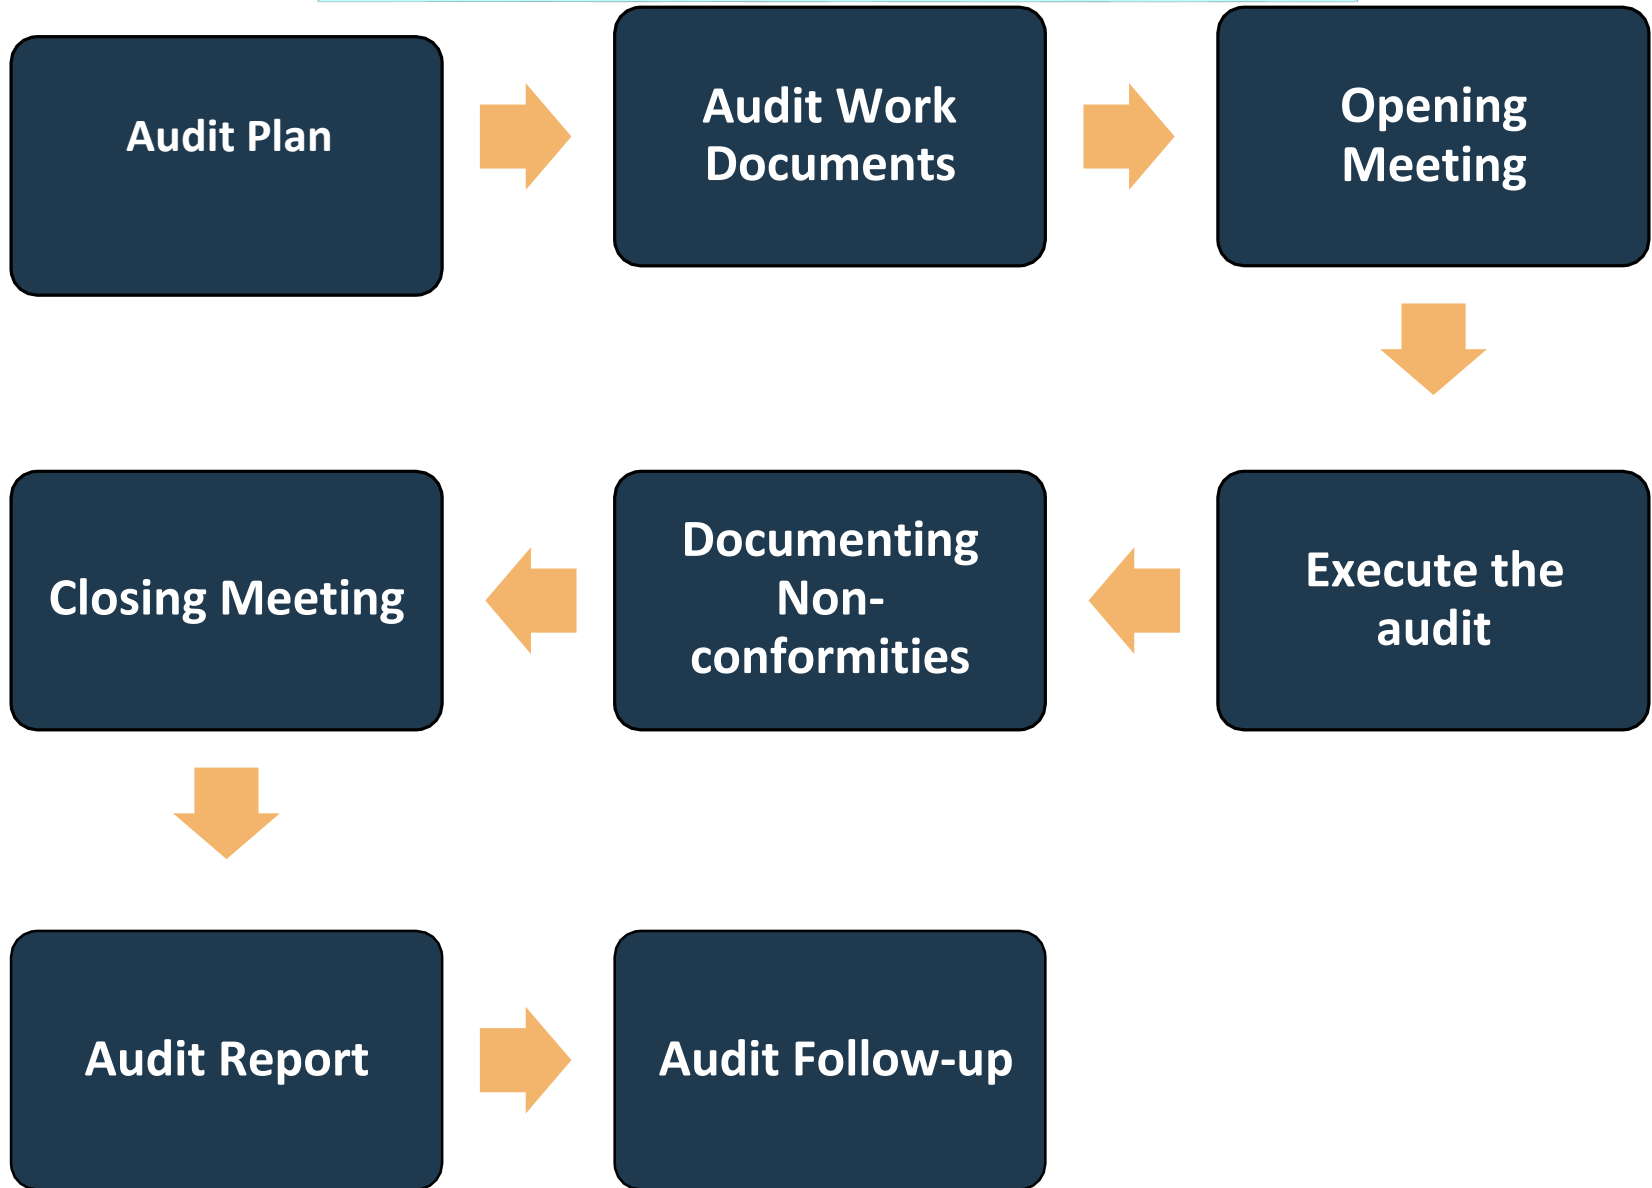 Audit Plan
Audit Work
Documents
Opening
Meeting
Execute the
audit
Documenting
Non-
conformities
Closing Meeting
Audit Report
Audit Follow-up